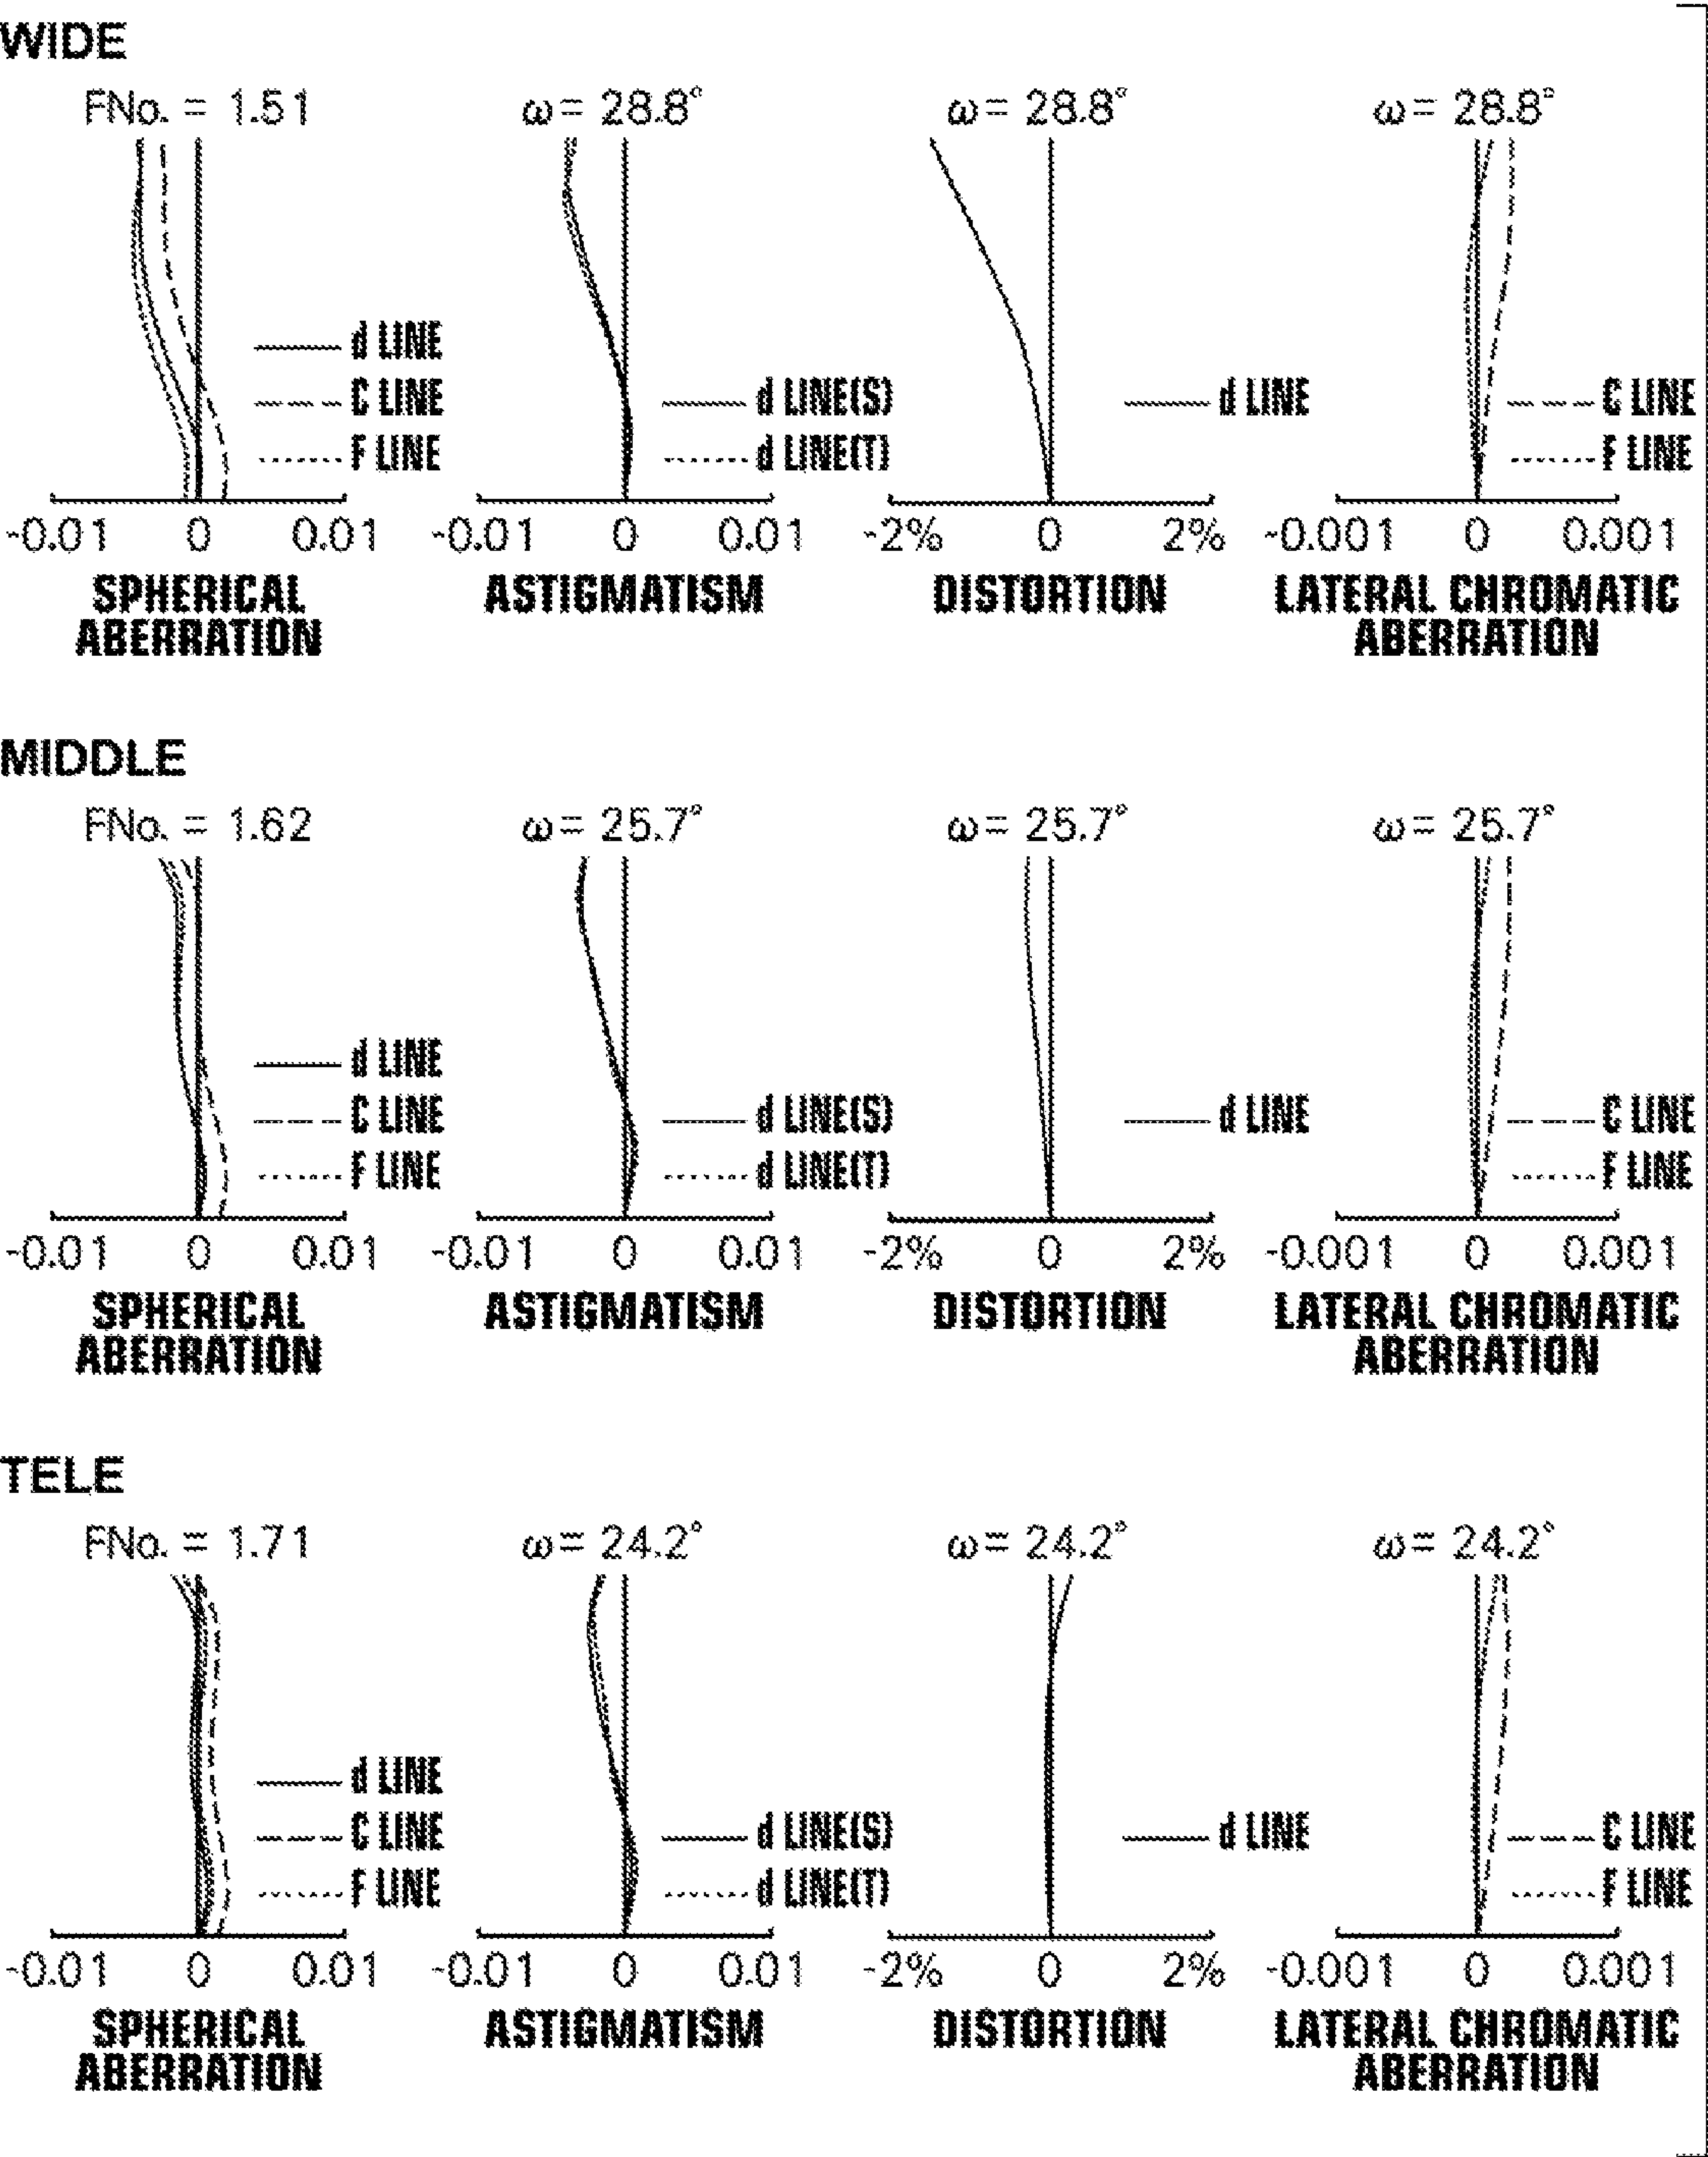 WIDE
FNo. = 1.51
ω= 28.8°
ω= 28.8°
ω= 28.8°
d LINE
C LINE
F LINE
d LINE(S)
d LINE(T)
d LINE
C LINE
F LINE
-0.01 0 0.01
-0.01 0 0.01
-2% 0 2%
-0.001 0 0.001
SPHERICAL
ABERRATION
ASTIGMATISM
DISTORTION
LATERAL CHROMATIC
ABERRATION
MIDDLE
FNo. = 1.62
ω= 25.7°
ω= 25.7°
ω= 25.7°
d LINE
C LINE
F LINE
d LINE(S)
d LINE(T)
d LINE
C LINE
F LINE
-0.01 0 0.01
-0.01 0 0.01
-2% 0 2%
-0.001 0 0.001
SPHERICAL
ABERRATION
ASTIGMATISM
DISTORTION
LATERAL CHROMATIC
ABERRATION
TELE
FNo. = 1.71
ω= 24.2°
ω= 24.2°
ω= 24.2°
d LINE
C LINE
F LINE
d LINE(S)
d LINE(T)
d LINE
C LINE
F LINE
-0.01 0 0.01
-0.01 0 0.01
-2% 0 2%
-0.001 0 0.001
SPHERICAL
ABERRATION
ASTIGMATISM
DISTORTION
LATERAL CHROMATIC
ABERRATION